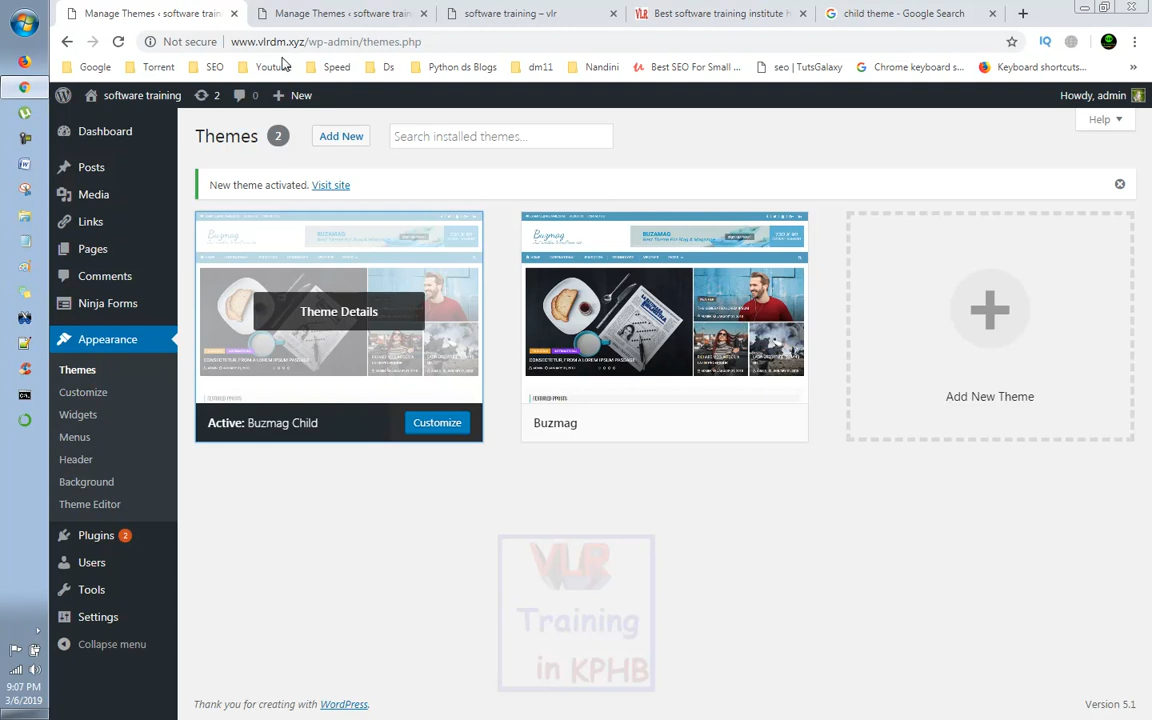 Manage Themes ‹ software train
Manage Themes ‹ software train
software training – vlr
Best software training institute
child theme - Google Search
Not secure
www.vlrdm.xyz/wp-admin/themes.php
Google
Torrent
SEO
Speed
Ds
Python ds Blogs
dm11
Nandini
Best SEO For Small ...
seo | TutsGalaxy
Chrome keyboard s...
Keyboard shortcuts...
software training
2
0
New
Howdy, admin
Dashboard
Posts
Media
Links
Pages
Comments
Ninja Forms
Appearance
Themes
Customize
Widgets
Menus
Header
Background
Theme Editor
Plugins 2
Users
Tools
Settings
Collapse menu
Themes 2
Add New
Search installed themes...
Help
New theme activated. Visit site
Theme Details
Active: Buzmag Child
Customize
Buzmag
Buzmag
BUZMAG
Add New Theme
VLR
Training
in KPHB
Thank you for creating with WordPress.
Version 5.1
9:07 PM
3/6/2019